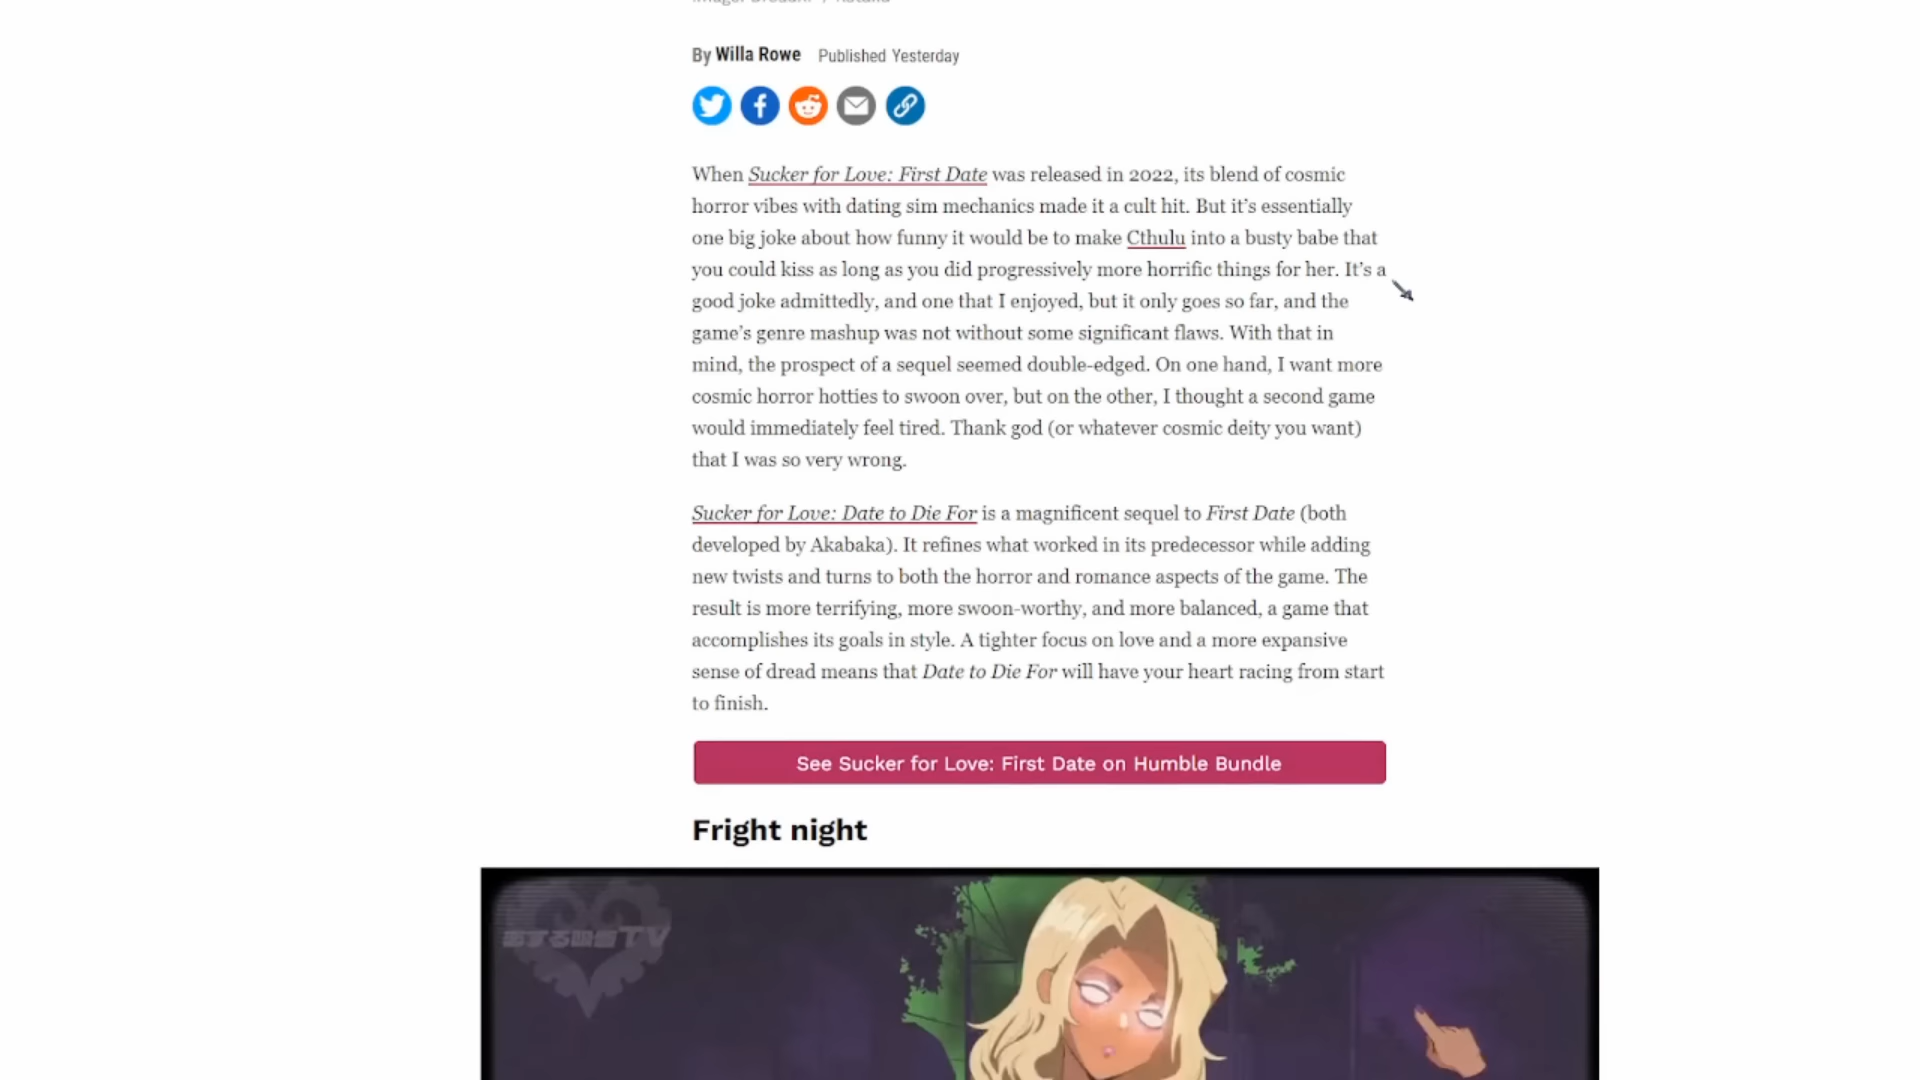 By Willa Rowe Published Yesterday
When Sucker for Love: First Date was released in 2022, its blend of cosmic
horror vibes with dating sim mechanics made it a cult hit. But it’s essentially
one big joke about how funny it would be to make Cthulu into a busty babe that
you could kiss as long as you did progressively more horrific things for her. It’s a
good joke admittedly, and one that I enjoyed, but it only goes so far, and the
game’s genre mashup was not without some significant flaws. With that in
mind, the prospect of a sequel seemed double-edged. On one hand, I want more
cosmic horror hotties to swoon over, but on the other, I thought a second game
would immediately feel tired. Thank god (or whatever cosmic deity you want)
that I was so very wrong.
Sucker for Love: Date to Die For is a magnificent sequel to First Date (both
developed by Akabaka). It refines what worked in its predecessor while adding
new twists and turns to both the horror and romance aspects of the game. The
result is more terrifying, more swoon-worthy, and more balanced, a game that
accomplishes its goals in style. A tighter focus on love and a more expansive
sense of dread means that Date to Die For will have your heart racing from start
to finish.
See Sucker for Love: First Date on Humble Bundle
Fright night
TV